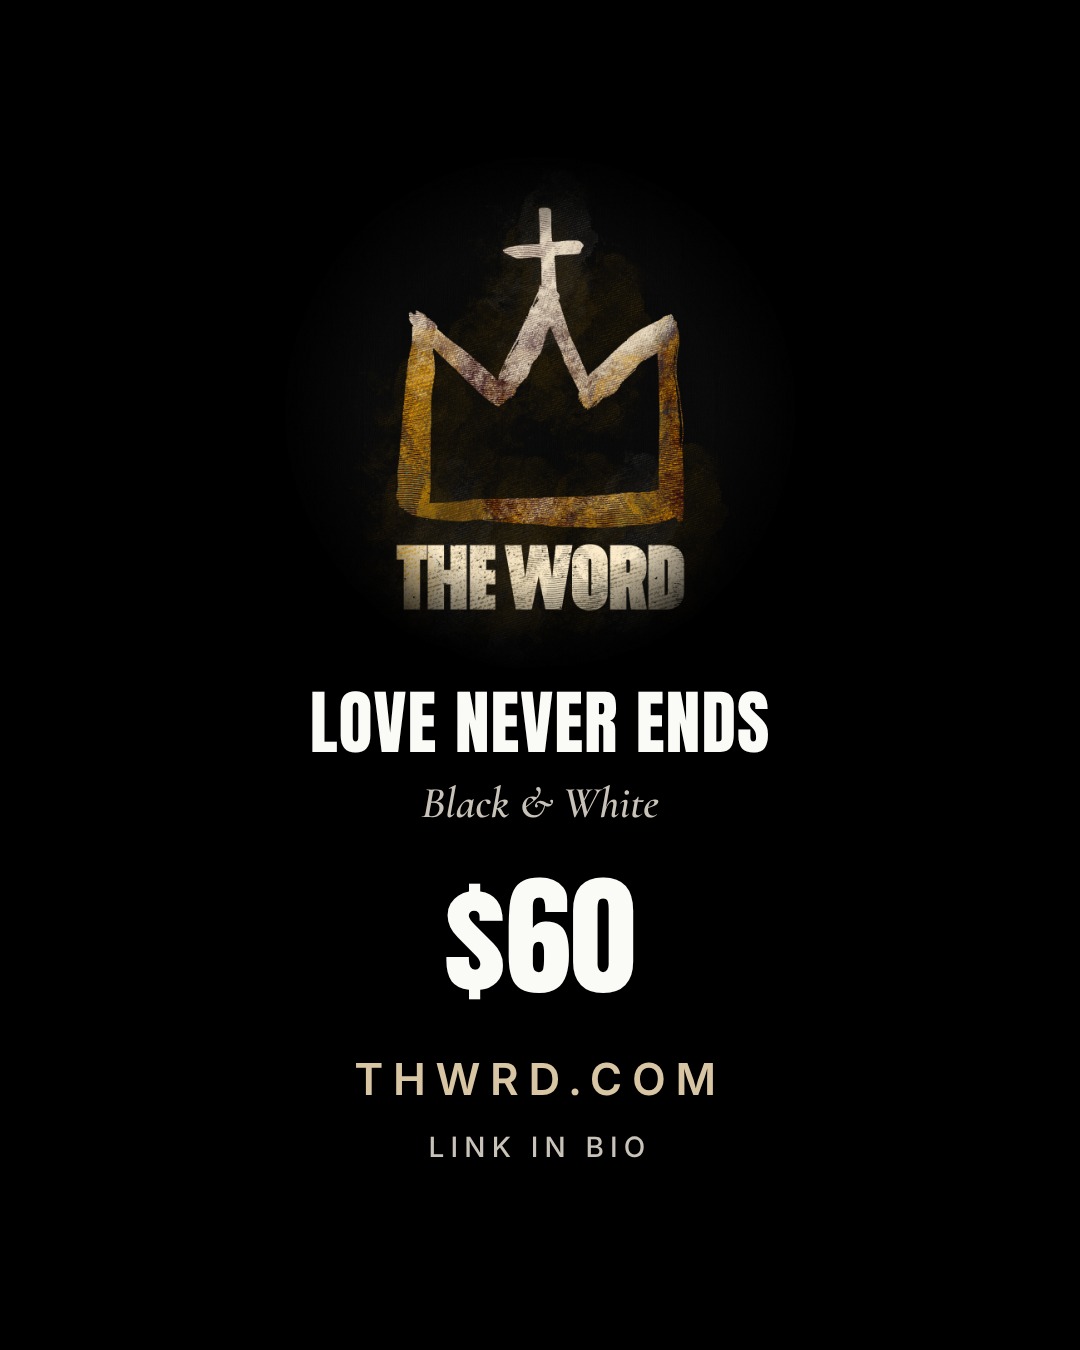 THE WORD
LOVE NEVER ENDS
Black & White
$60
THWRD.COM
LINK IN BIO